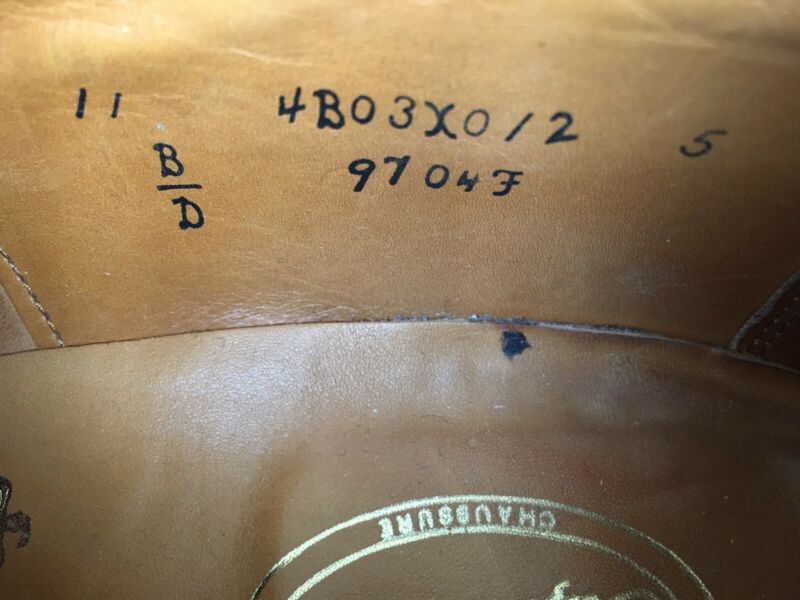 11 4B03X0/2 5
B/D 9704F
CHAUSSURE